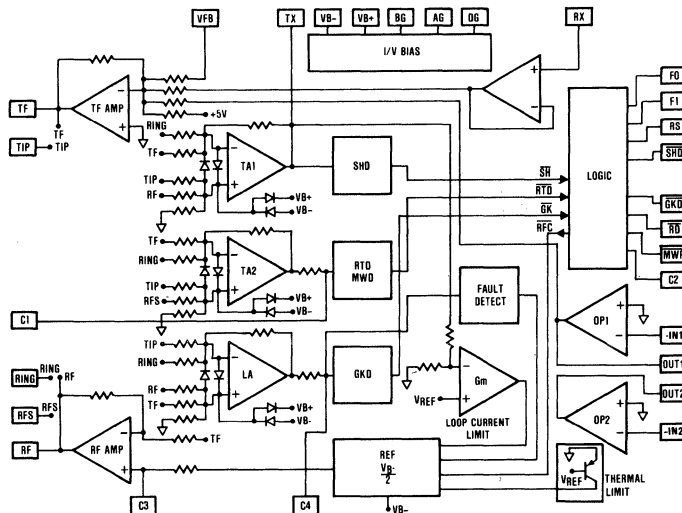 VFB
TX
VB-
VB+
BG
AG
DG
RX
I/V BIAS
TF
TF AMP
-
+
TF
TIP
TIP
+5V
RING
TF
TIP
RF
-
+
TA1
VB+
VB-
SHD
-
+
LOGIC
SH
RTD
GK
RFC
F0
F1
RS
SHD
GKD
RD
C2
TF
RING
TIP
RFS
-
+
TA2
VB+
VB-
RTD
MWD
C1
FAULT
DETECT
+
-
OP1
-IN1
OUT1
TIP
RING
RF
TF
-
+
LA
VB+
VB-
GKD
-
+
Gm
VREF
LOOP CURRENT
LIMIT
OUT2
+
-
OP2
-IN2
RING
RING
RF
RFS
RFS
RF
RF AMP
-
+
TF
C3
C4
REF
VB-
2
VB-
VREF
THERMAL
LIMIT